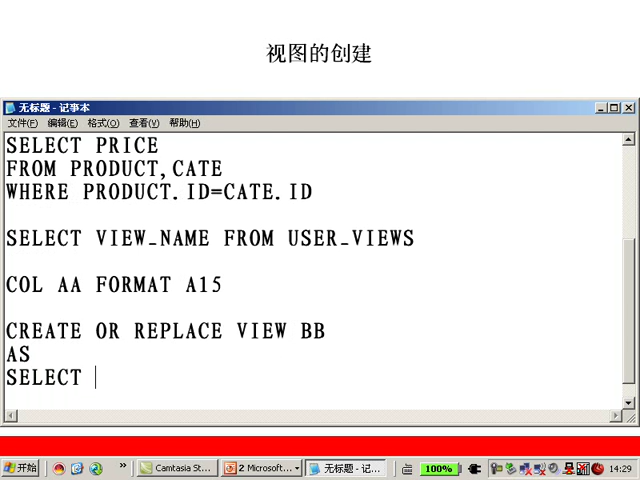 视图的创建
无标题 - 记事本
文件(F) 编辑(E) 格式(O) 查看(V) 帮助(H)
SELECT PRICE
FROM PRODUCT,CATE
WHERE PRODUCT.ID=CATE.ID
SELECT VIEW_NAME FROM USER_VIEWS
COL AA FORMAT A15
CREATE OR REPLACE VIEW BB
AS
SELECT
开始 » Camtasia St... 2 Microsoft... 无标题 - 记... 100% 14:29